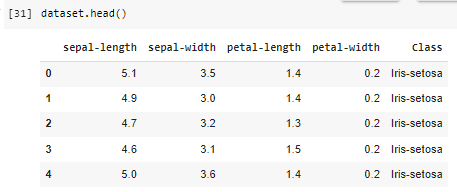 [31] dataset.head()
sepal-length sepal-width petal-length petal-width Class
0 5.1 3.5 1.4 0.2 Iris-setosa
1 4.9 3.0 1.4 0.2 Iris-setosa
2 4.7 3.2 1.3 0.2 Iris-setosa
3 4.6 3.1 1.5 0.2 Iris-setosa
4 5.0 3.6 1.4 0.2 Iris-setosa